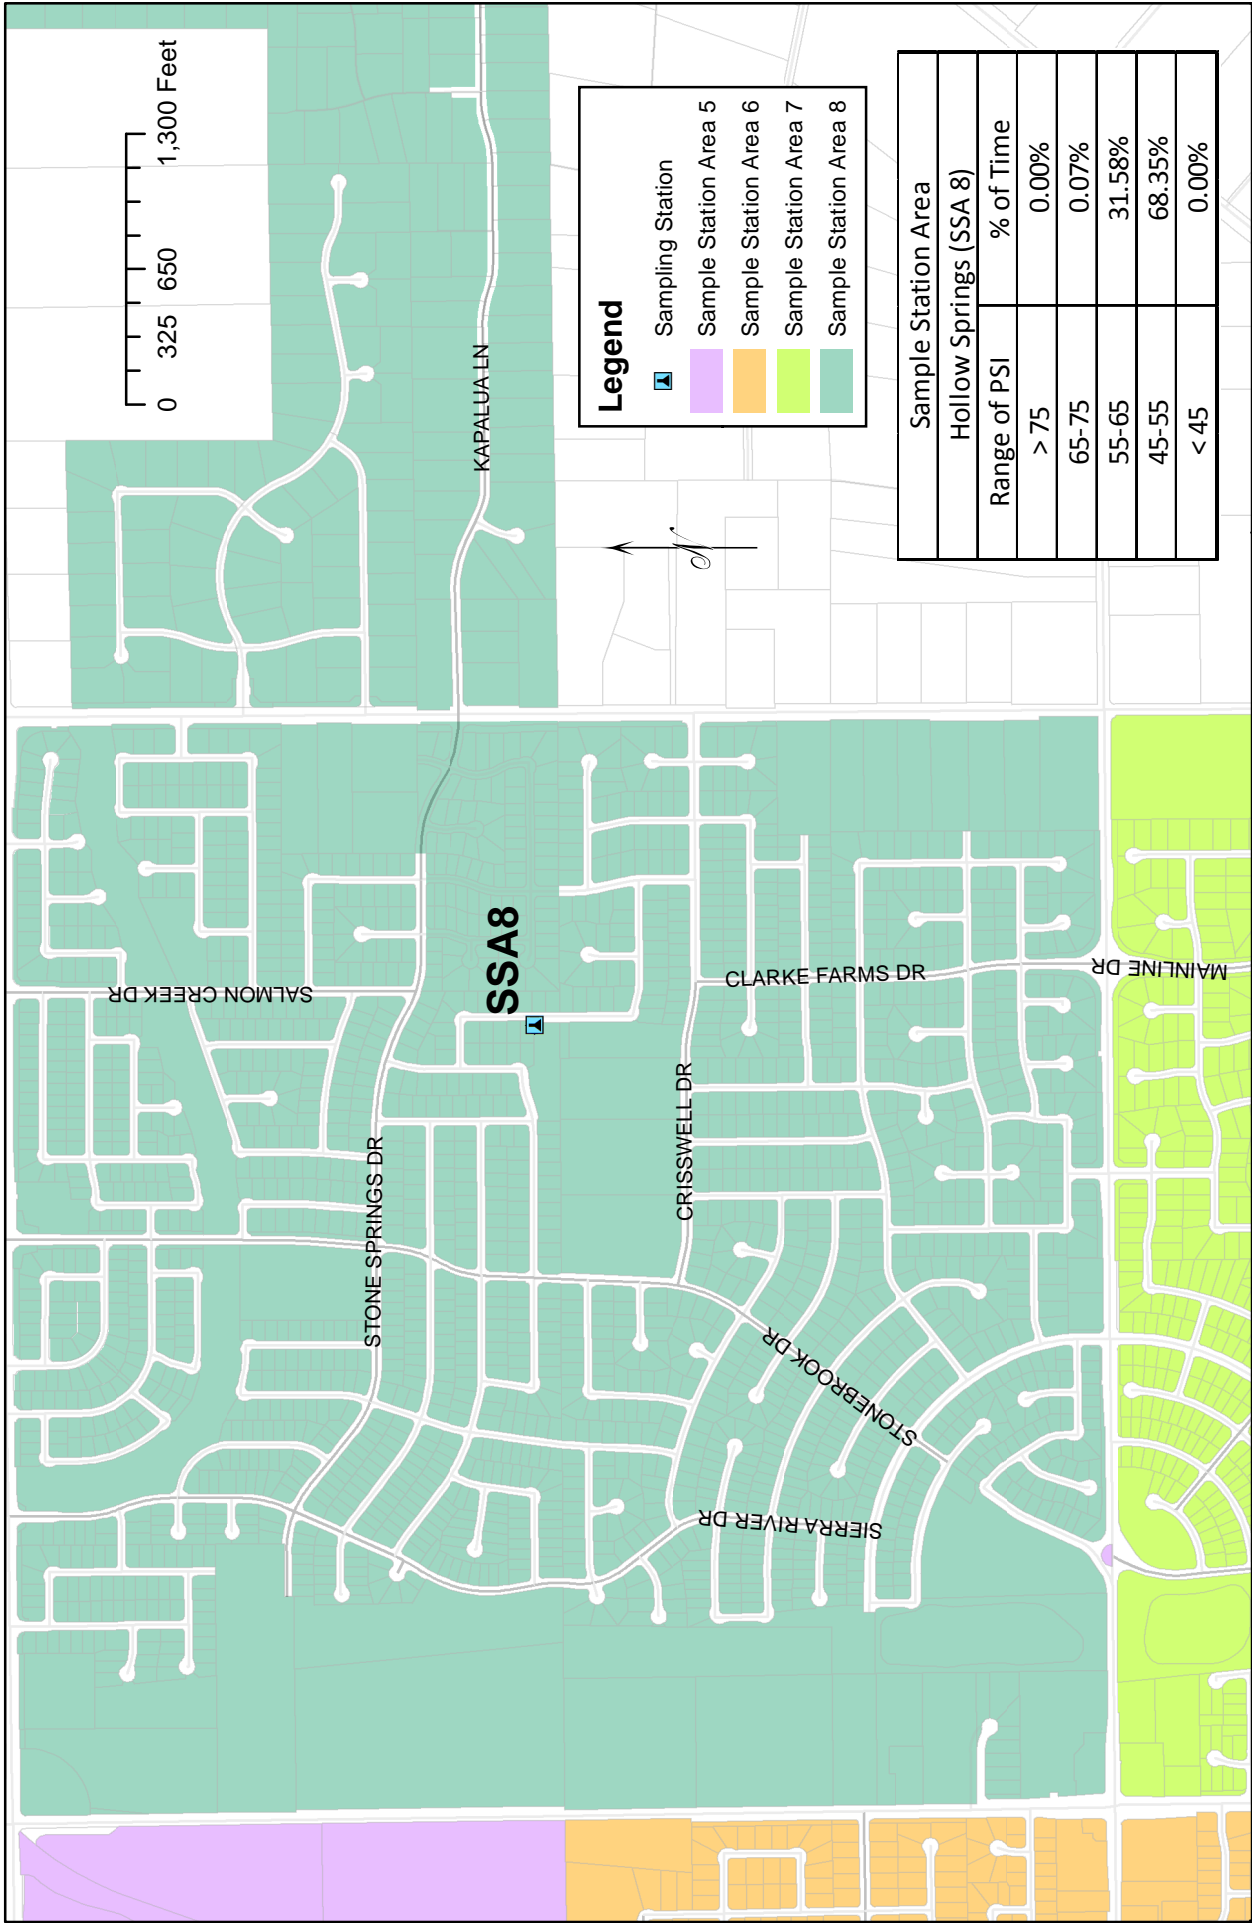 STONE SPRINGS DR
SALMON CREEK DR
KAPALUA LN
SSA8
CRISSWELL DR
CLARKE FARMS DR
STONEBROOK DR
SIERRA RIVER DR
MAINLINE DR
0 325 650 1,300 Feet
N
Legend
Sampling Station
Sample Station Area 5
Sample Station Area 6
Sample Station Area 7
Sample Station Area 8
Sample Station Area
Hollow Springs (SSA 8)
Range of PSI % of Time
> 75 0.00%
65-75 0.07%
55-65 31.58%
45-55 68.35%
< 45 0.00%